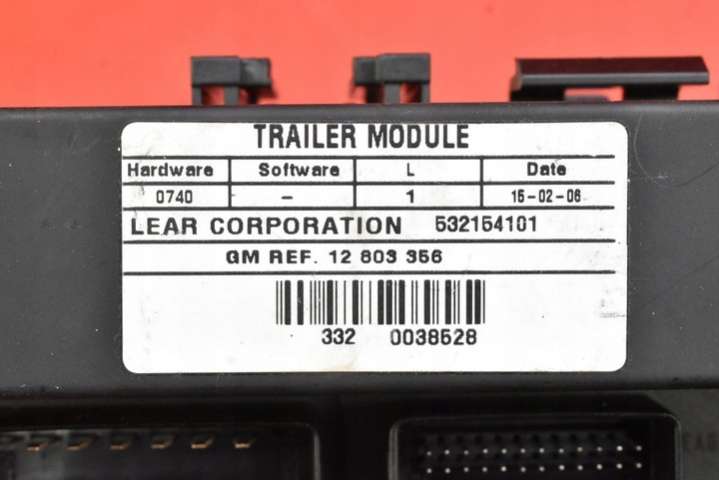 TRAILER MODULE
Hardware Software L Date
0740 – 1 15-02-06
LEAR CORPORATION 532154101
GM REF. 12 803 356
332 0038528